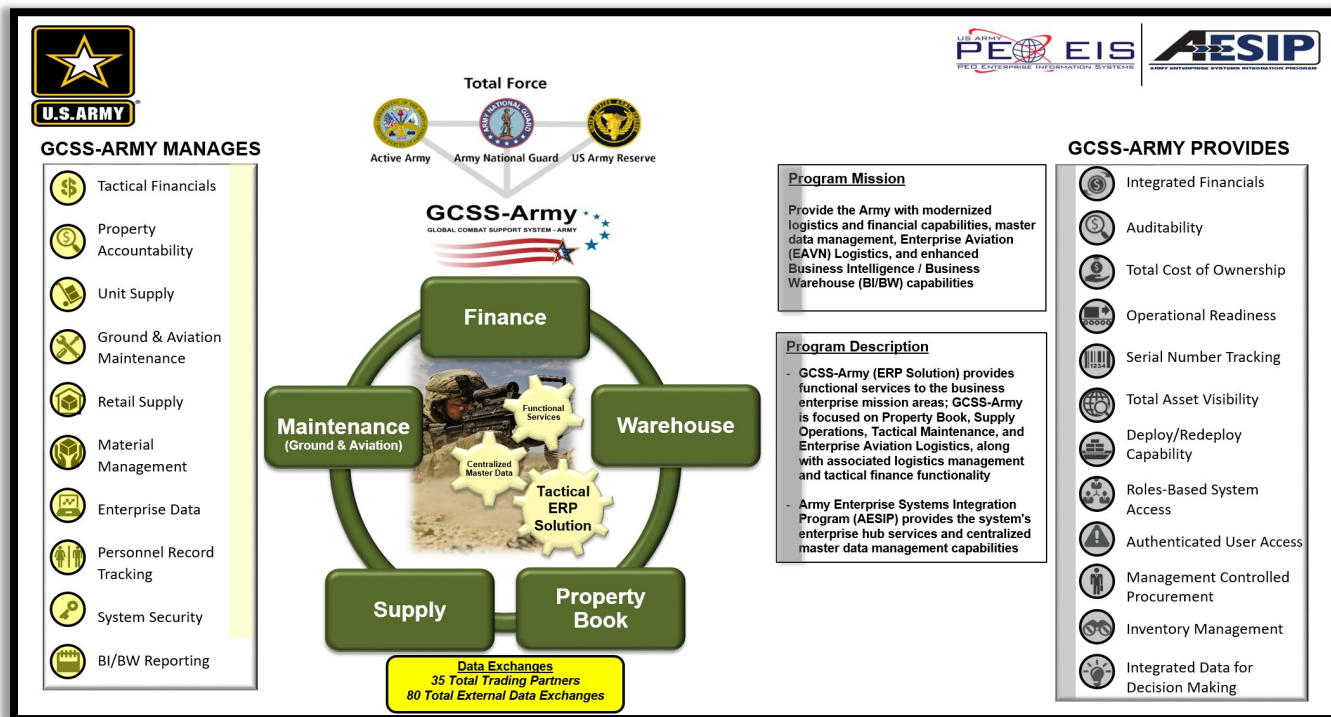 U.S.ARMY
US ARMY
PEO EIS
PEO ENTERPRISE INFORMATION SYSTEMS
AESIP
ARMY ENTERPRISE SYSTEMS INTEGRATION PROGRAM
Total Force
Active Army
Army National Guard
US Army Reserve
GCSS-Army
GLOBAL COMBAT SUPPORT SYSTEM - ARMY
GCSS-ARMY MANAGES
Tactical Financials
Property
Accountability
Unit Supply
Ground & Aviation
Maintenance
Retail Supply
Material
Management
Enterprise Data
Personnel Record
Tracking
System Security
BI/BW Reporting
Finance
Maintenance
(Ground & Aviation)
Warehouse
Supply
Property
Book
Functional
Services
Centralized
Master Data
Tactical
ERP
Solution
Data Exchanges
35 Total Trading Partners
80 Total External Data Exchanges
Program Mission
Provide the Army with modernized
logistics and financial capabilities, master
data management, Enterprise Aviation
(EAVN) Logistics, and enhanced
Business Intelligence / Business
Warehouse (BI/BW) capabilities
Program Description
- GCSS-Army (ERP Solution) provides
functional services to the business
enterprise mission areas; GCSS-Army
is focused on Property Book, Supply
Operations, Tactical Maintenance, and
Enterprise Aviation Logistics, along
with associated logistics management
and tactical finance functionality
- Army Enterprise Systems Integration
Program (AESIP) provides the system's
enterprise hub services and centralized
master data management capabilities
GCSS-ARMY PROVIDES
Integrated Financials
Auditability
Total Cost of Ownership
Operational Readiness
Serial Number Tracking
Total Asset Visibility
Deploy/Redeploy
Capability
Roles-Based System
Access
Authenticated User Access
Management Controlled
Procurement
Inventory Management
Integrated Data for
Decision Making